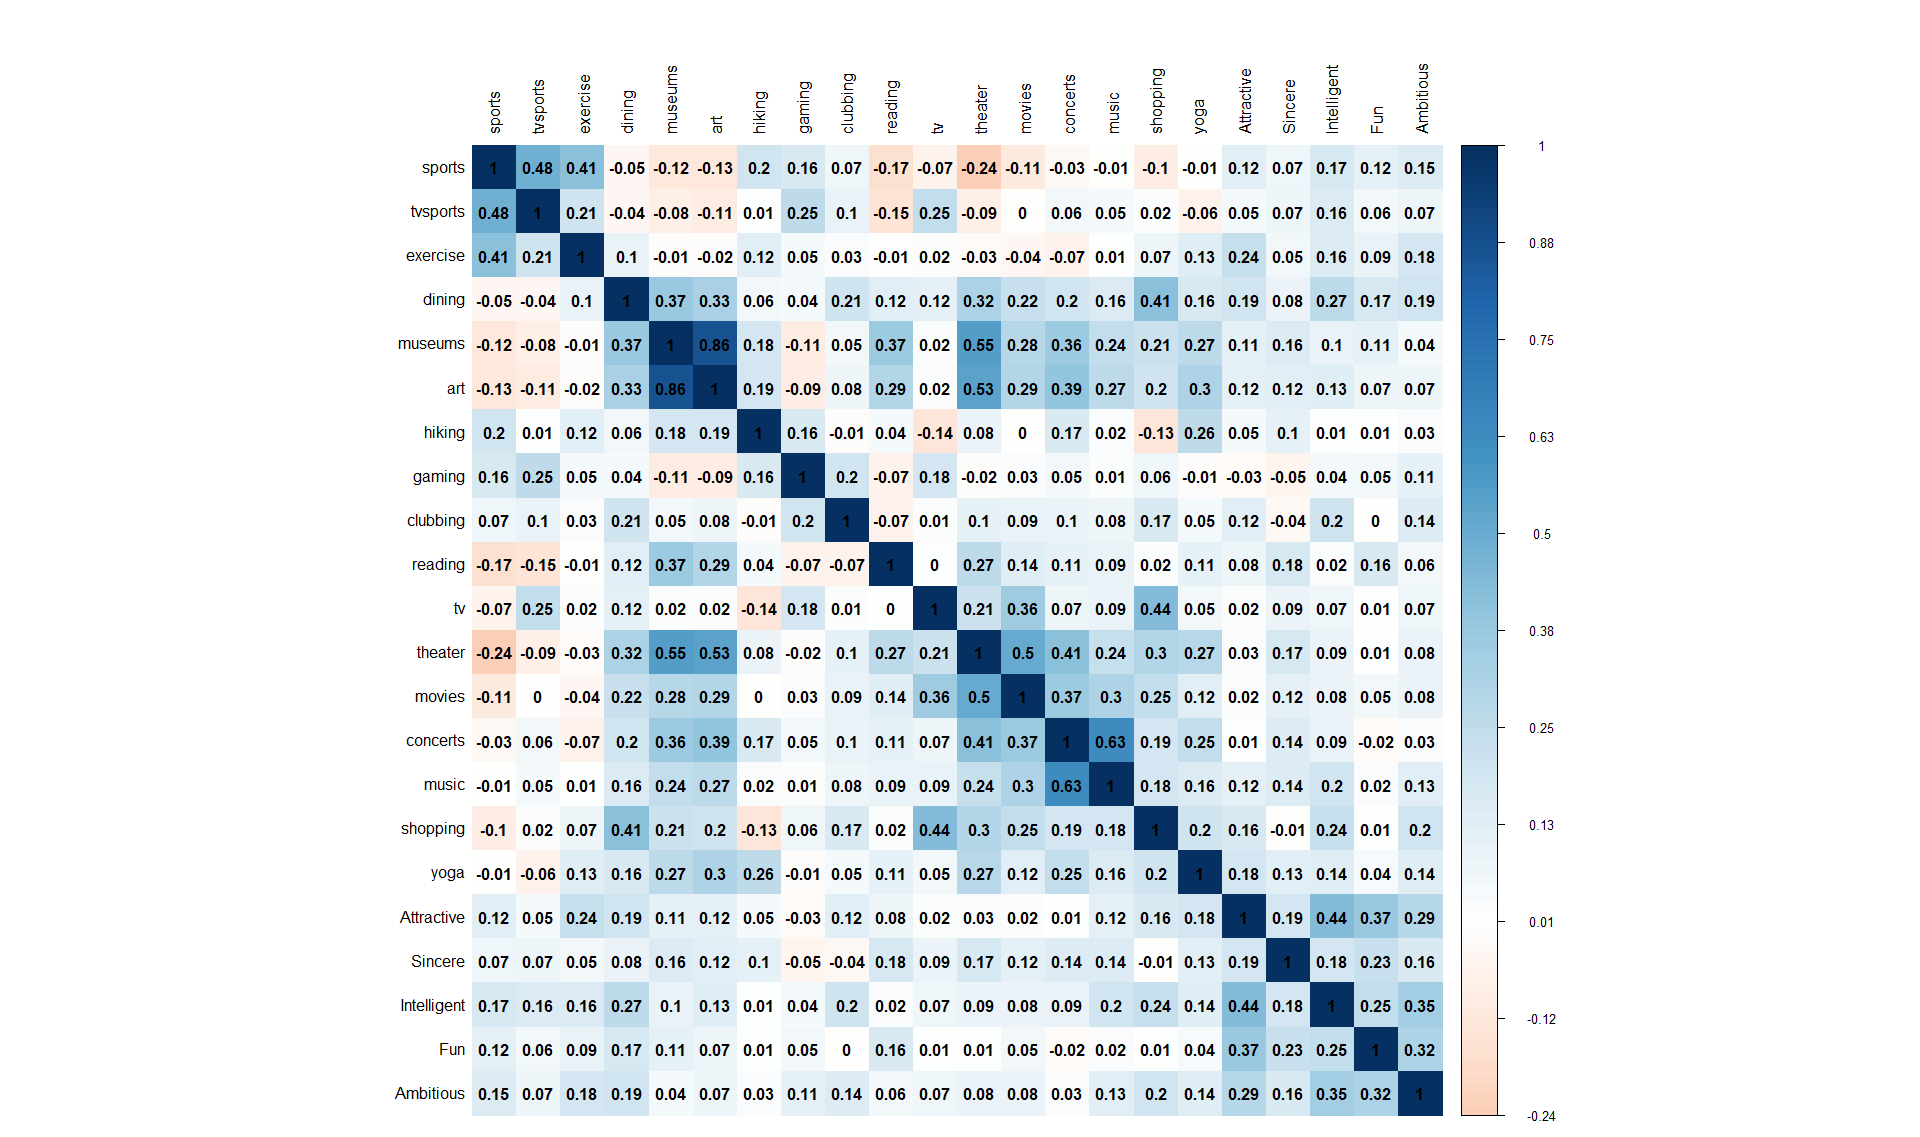 sports tvsports exercise dining museums art hiking gaming clubbing reading tv theater movies concerts music shopping yoga Attractive Sincere Intelligent Fun Ambitious
sports 1 0.48 0.41 -0.05 -0.12 -0.13 0.2 0.16 0.07 -0.17 -0.07 -0.24 -0.11 -0.03 -0.01 -0.1 -0.01 0.12 0.07 0.17 0.12 0.15
tvsports 0.48 1 0.21 -0.04 -0.08 -0.11 0.01 0.25 0.1 -0.15 0.25 -0.09 0 0.06 0.05 0.02 -0.06 0.05 0.07 0.16 0.06 0.07
exercise 0.41 0.21 1 0.1 -0.01 -0.02 0.12 0.05 0.03 -0.01 0.02 -0.03 -0.04 -0.07 0.01 0.07 0.13 0.24 0.05 0.16 0.09 0.18
dining -0.05 -0.04 0.1 1 0.37 0.33 0.06 0.04 0.21 0.12 0.12 0.32 0.22 0.2 0.16 0.41 0.16 0.19 0.08 0.27 0.17 0.19
museums -0.12 -0.08 -0.01 0.37 1 0.86 0.18 -0.11 0.05 0.37 0.02 0.55 0.28 0.36 0.24 0.21 0.27 0.11 0.16 0.1 0.11 0.04
art -0.13 -0.11 -0.02 0.33 0.86 1 0.19 -0.09 0.08 0.29 0.02 0.53 0.29 0.39 0.27 0.2 0.3 0.12 0.12 0.13 0.07 0.07
hiking 0.2 0.01 0.12 0.06 0.18 0.19 1 0.16 -0.01 0.04 -0.14 0.08 0 0.17 0.02 -0.13 0.26 0.05 0.1 0.01 0.01 0.03
gaming 0.16 0.25 0.05 0.04 -0.11 -0.09 0.16 1 0.2 -0.07 0.18 -0.02 0.03 0.05 0.01 0.06 -0.01 -0.03 -0.05 0.04 0.05 0.11
clubbing 0.07 0.1 0.03 0.21 0.05 0.08 -0.01 0.2 1 -0.07 0.01 0.1 0.09 0.1 0.08 0.17 0.05 0.12 -0.04 0.2 0 0.14
reading -0.17 -0.15 -0.01 0.12 0.37 0.29 0.04 -0.07 -0.07 1 0 0.27 0.14 0.11 0.09 0.02 0.11 0.08 0.18 0.02 0.16 0.06
tv -0.07 0.25 0.02 0.12 0.02 0.02 -0.14 0.18 0.01 0 1 0.21 0.36 0.07 0.09 0.44 0.05 0.02 0.09 0.07 0.01 0.07
theater -0.24 -0.09 -0.03 0.32 0.55 0.53 0.08 -0.02 0.1 0.27 0.21 1 0.5 0.41 0.24 0.3 0.27 0.03 0.17 0.09 0.01 0.08
movies -0.11 0 -0.04 0.22 0.28 0.29 0 0.03 0.09 0.14 0.36 0.5 1 0.37 0.3 0.25 0.12 0.02 0.12 0.08 0.05 0.08
concerts -0.03 0.06 -0.07 0.2 0.36 0.39 0.17 0.05 0.1 0.11 0.07 0.41 0.37 1 0.63 0.19 0.25 0.01 0.14 0.09 -0.02 0.03
music -0.01 0.05 0.01 0.16 0.24 0.27 0.02 0.01 0.08 0.09 0.09 0.24 0.3 0.63 1 0.18 0.16 0.12 0.14 0.2 0.02 0.13
shopping -0.1 0.02 0.07 0.41 0.21 0.2 -0.13 0.06 0.17 0.02 0.44 0.3 0.25 0.19 0.18 1 0.2 0.16 -0.01 0.24 0.01 0.2
yoga -0.01 -0.06 0.13 0.16 0.27 0.3 0.26 -0.01 0.05 0.11 0.05 0.27 0.12 0.25 0.16 0.2 1 0.18 0.13 0.14 0.04 0.14
Attractive 0.12 0.05 0.24 0.19 0.11 0.12 0.05 -0.03 0.12 0.08 0.02 0.03 0.02 0.01 0.12 0.16 0.18 1 0.19 0.44 0.37 0.29
Sincere 0.07 0.07 0.05 0.08 0.16 0.12 0.1 -0.05 -0.04 0.18 0.09 0.17 0.12 0.14 0.14 -0.01 0.13 0.19 1 0.18 0.23 0.16
Intelligent 0.17 0.16 0.16 0.27 0.1 0.13 0.01 0.04 0.2 0.02 0.07 0.09 0.08 0.09 0.2 0.24 0.14 0.44 0.18 1 0.25 0.35
Fun 0.12 0.06 0.09 0.17 0.11 0.07 0.01 0.05 0 0.16 0.01 0.01 0.05 -0.02 0.02 0.01 0.04 0.37 0.23 0.25 1 0.32
Ambitious 0.15 0.07 0.18 0.19 0.04 0.07 0.03 0.11 0.14 0.06 0.07 0.08 0.08 0.03 0.13 0.2 0.14 0.29 0.16 0.35 0.32 1
1
0.88
0.75
0.63
0.5
0.38
0.25
0.13
0.01
-0.12
-0.24